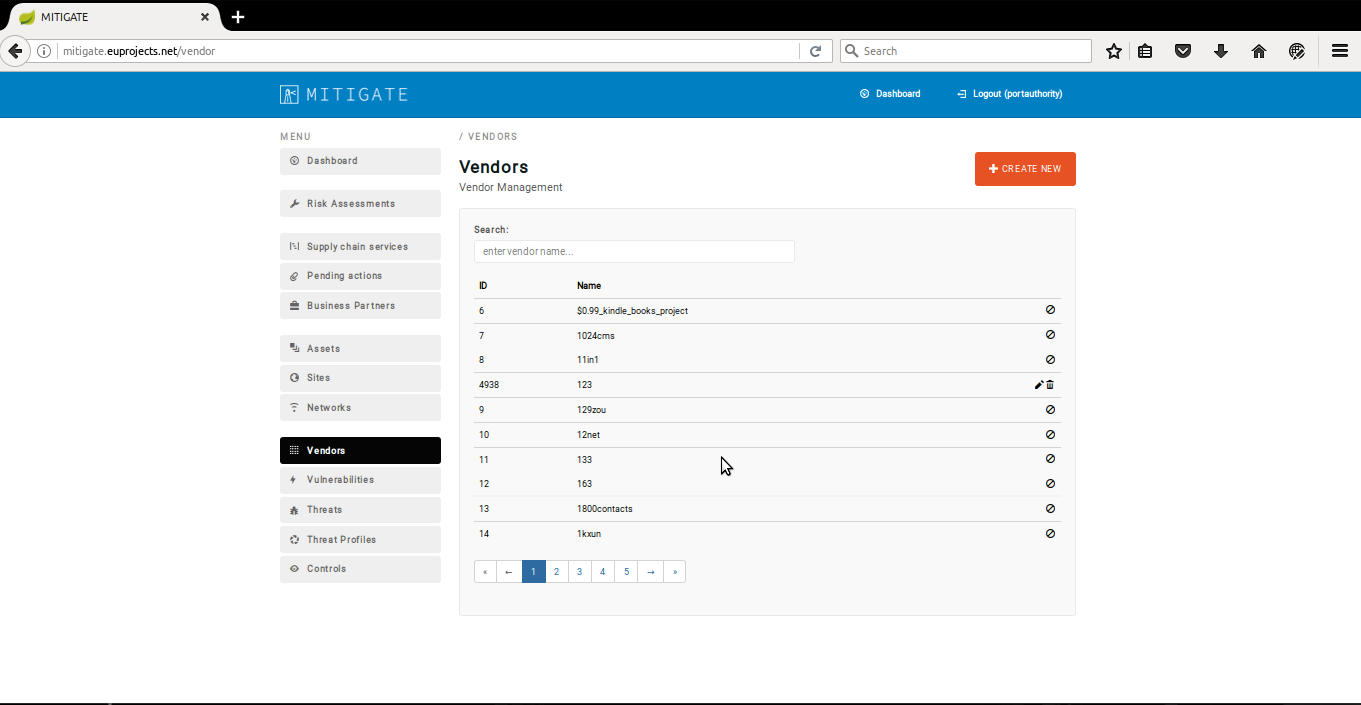 MITIGATE
mitigate.euprojects.net/vendor
Search
MITIGATE
Dashboard
Logout (portauthority)
MENU
Dashboard
Risk Assessments
Supply chain services
Pending actions
Business Partners
Assets
Sites
Networks
Vendors
Vulnerabilities
Threats
Threat Profiles
Controls
/ VENDORS
Vendors
Vendor Management
+ CREATE NEW
Search:
enter vendor name...
ID Name
6 $0.99_kindle_books_project
7 1024cms
8 11in1
4938 123
9 129zou
10 12net
11 133
12 163
13 1800contacts
14 1kxun
« ← 1 2 3 4 5 → »